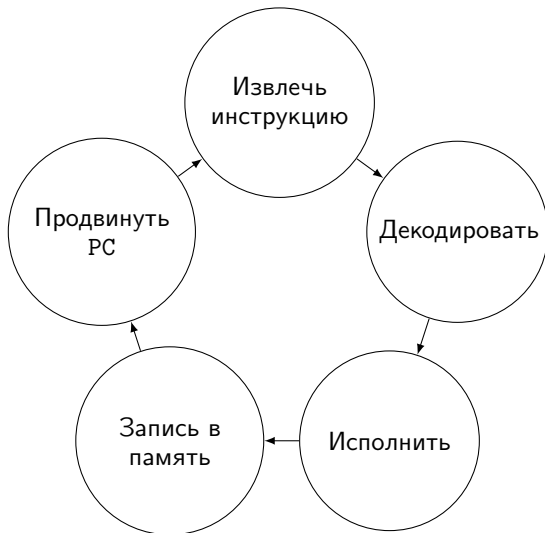 Извлечь
инструкцию
Продвинуть
PC
Декодировать
Запись в
память
Исполнить